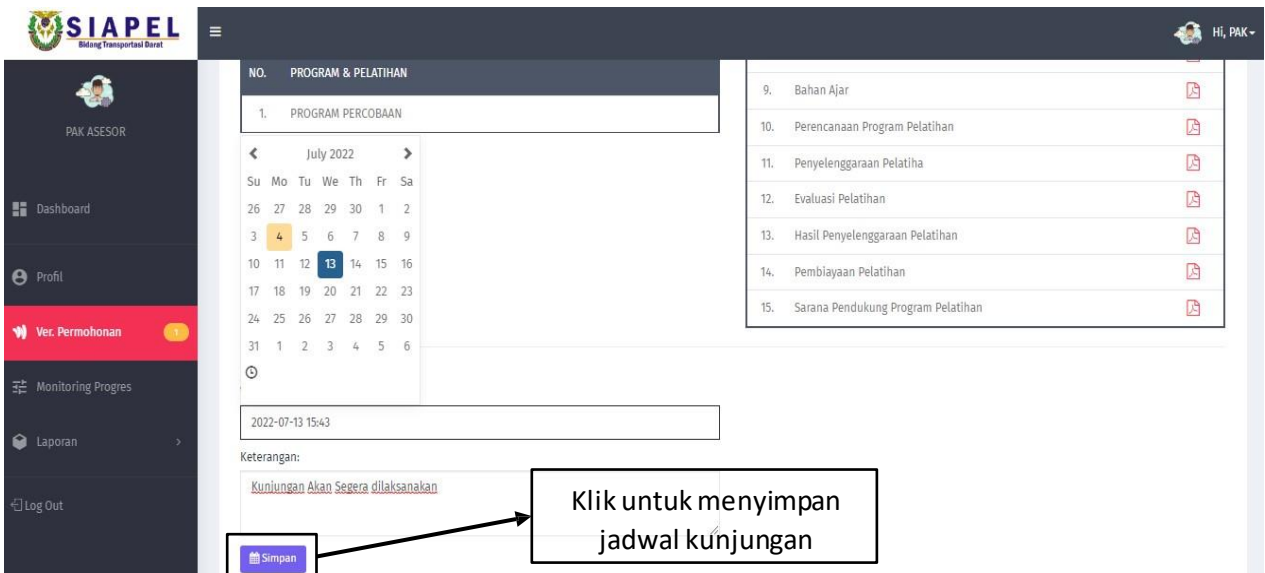 SIAPEL
Bidang Transportasi Darat
Hi, PAK
PAK ASESOR
Dashboard
Profil
Ver. Permohonan 1
Monitoring Progres
Laporan
Log Out
NO. PROGRAM & PELATIHAN
1. PROGRAM PERCOBAAN
July 2022
Su Mo Tu We Th Fr Sa
26 27 28 29 30 1 2
3 4 5 6 7 8 9
10 11 12 13 14 15 16
17 18 19 20 21 22 23
24 25 26 27 28 29 30
31 1 2 3 4 5 6
2022-07-13 15:43
Keterangan:
Kunjungan Akan Segera dilaksanakan
Simpan
Klik untuk menyimpan
jadwal kunjungan
9. Bahan Ajar
10. Perencanaan Program Pelatihan
11. Penyelenggaraan Pelatiha
12. Evaluasi Pelatihan
13. Hasil Penyelenggaraan Pelatihan
14. Pembiayaan Pelatihan
15. Sarana Pendukung Program Pelatihan